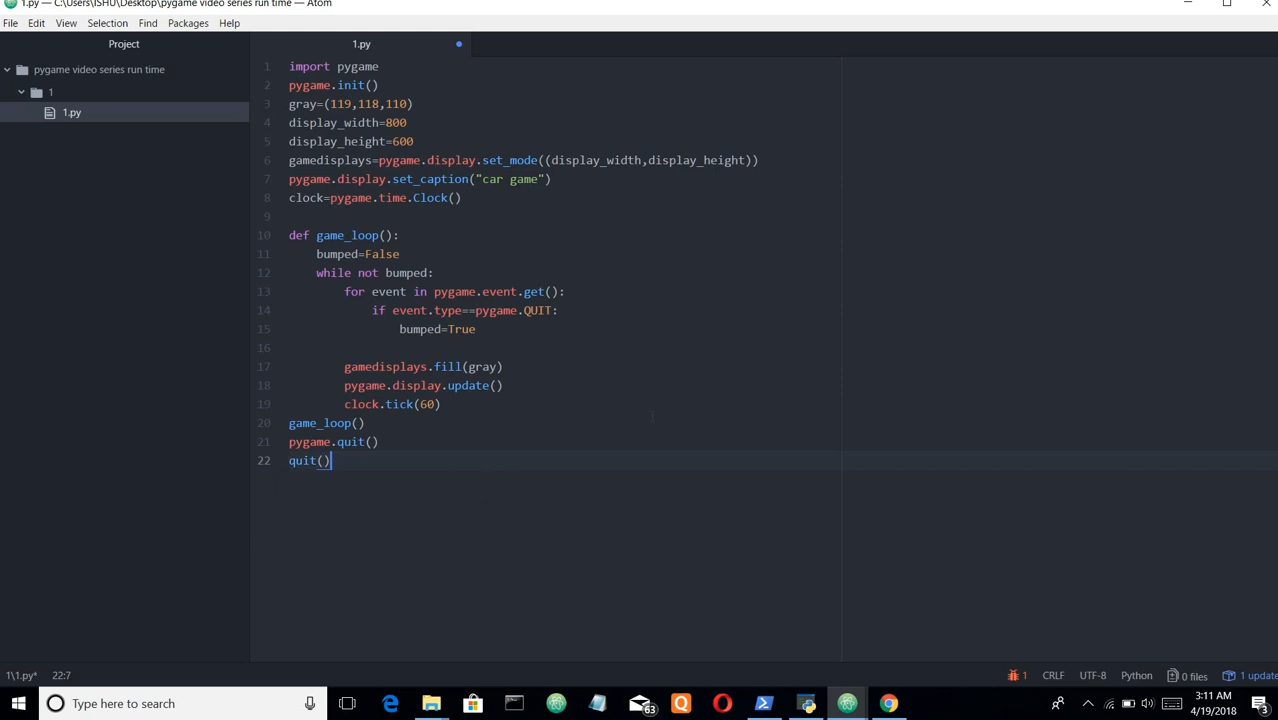 1.py — C:\Users\ISHU\Desktop\pygame video series run time — Atom
File Edit View Selection Find Packages Help
Project
1.py
pygame video series run time
1
1.py
1 import pygame
2 pygame.init()
3 gray=(119,118,110)
4 display_width=800
5 display_height=600
6 gamedisplays=pygame.display.set_mode((display_width,display_height))
7 pygame.display.set_caption("car game")
8 clock=pygame.time.Clock()
9
10 def game_loop():
11 bumped=False
12 while not bumped:
13 for event in pygame.event.get():
14 if event.type==pygame.QUIT:
15 bumped=True
16
17 gamedisplays.fill(gray)
18 pygame.display.update()
19 clock.tick(60)
20 game_loop()
21 pygame.quit()
22 quit()
1\1.py* 22:7 1 CRLF UTF-8 Python 0 files 1 update
Type here to search 63 3:11 AM
4/19/2018 3